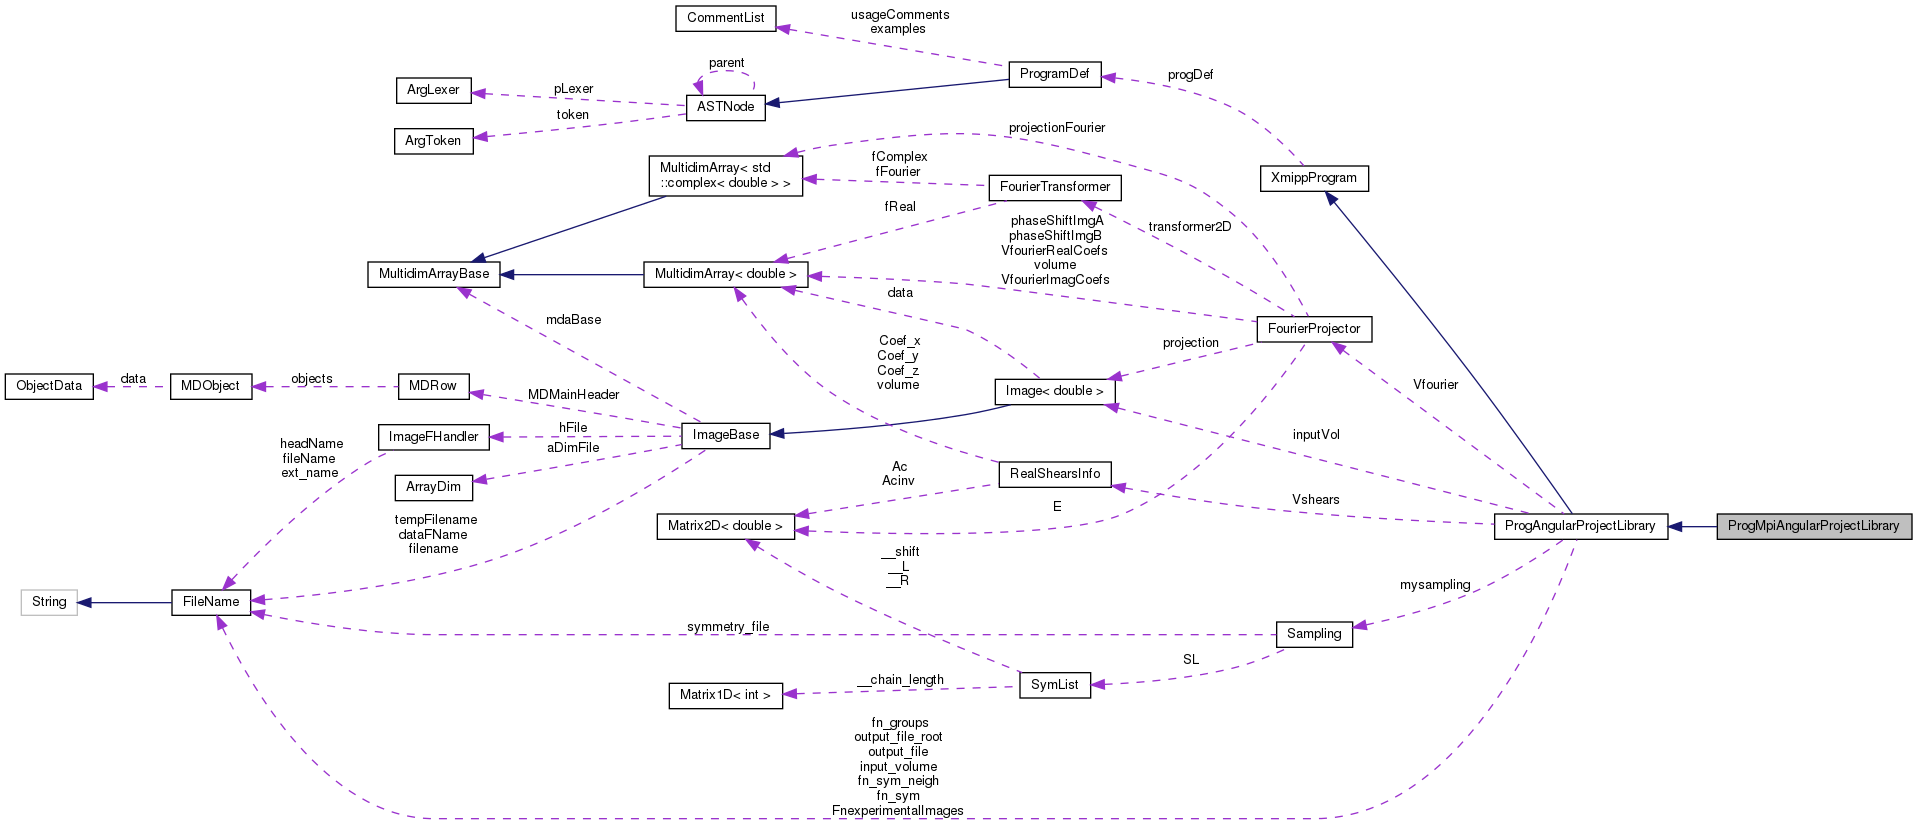 CommentList
usageComments
examples
ProgramDef
progDef
parent
ArgLexer
pLexer
ASTNode
token
ArgToken
projectionFourier
MultidimArray< std
::complex< double > >
fComplex
fFourier
FourierTransformer
XmippProgram
fReal
phaseShiftImgA
phaseShiftImgB
VfourierRealCoefs
volume
VfourierImagCoefs
transformer2D
MultidimArrayBase
MultidimArray< double >
data
mdaBase
FourierProjector
Coef_x
Coef_y
Coef_z
volume
projection
ObjectData
data
MDObject
objects
MDRow
MDMainHeader
Image< double >
Vfourier
ImageFHandler
hFile
aDimFile
ImageBase
inputVol
headName
fileName
ext_name
ArrayDim
Ac
Acinv
RealShearsInfo
Vshears
E
tempFilename
dataFName
filename
Matrix2D< double >
ProgAngularProjectLibrary
ProgMpiAngularProjectLibrary
__shift
__L
__R
mysampling
String
FileName
symmetry_file
Sampling
SL
Matrix1D< int >
__chain_length
SymList
fn_groups
output_file_root
output_file
input_volume
fn_sym_neigh
fn_sym
FnexperimentalImages